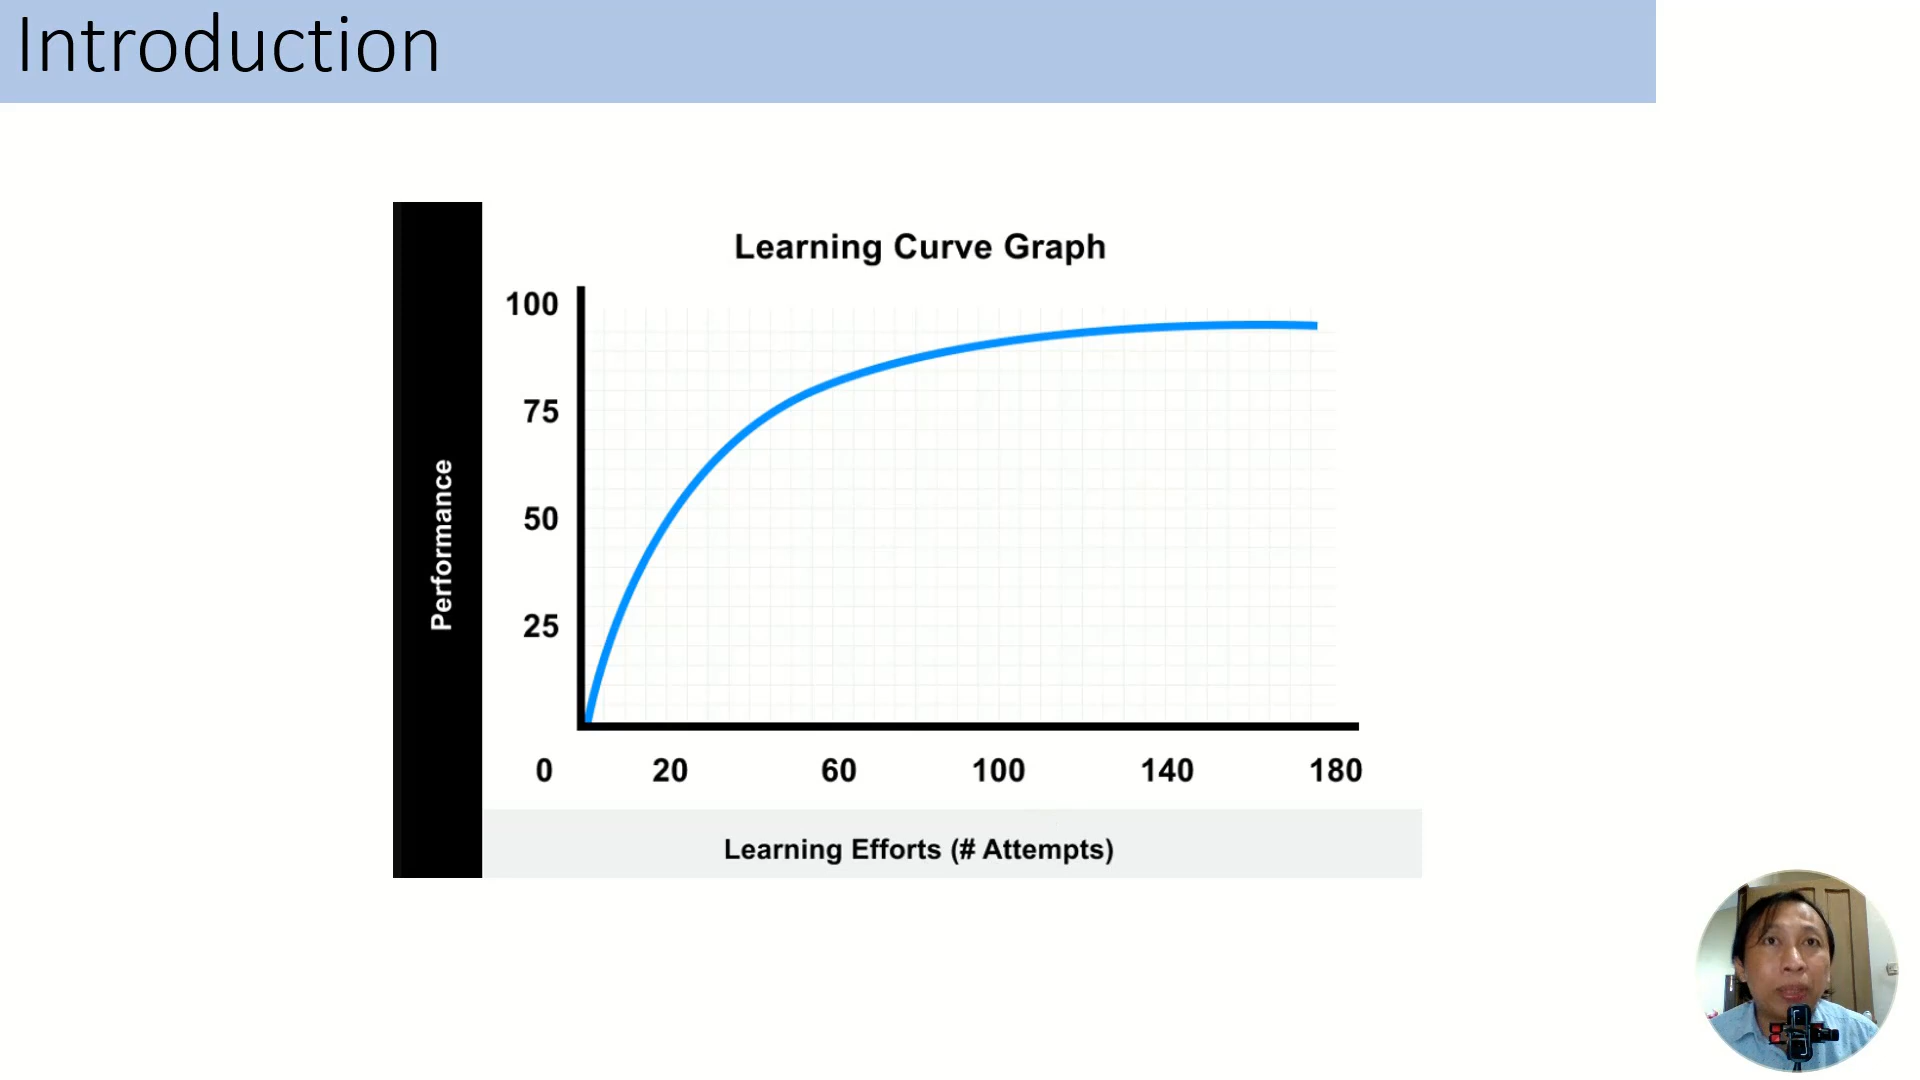 Introduction
Learning Curve Graph
100
75
50
25
Performance
0 20 60 100 140 180
Learning Efforts (# Attempts)